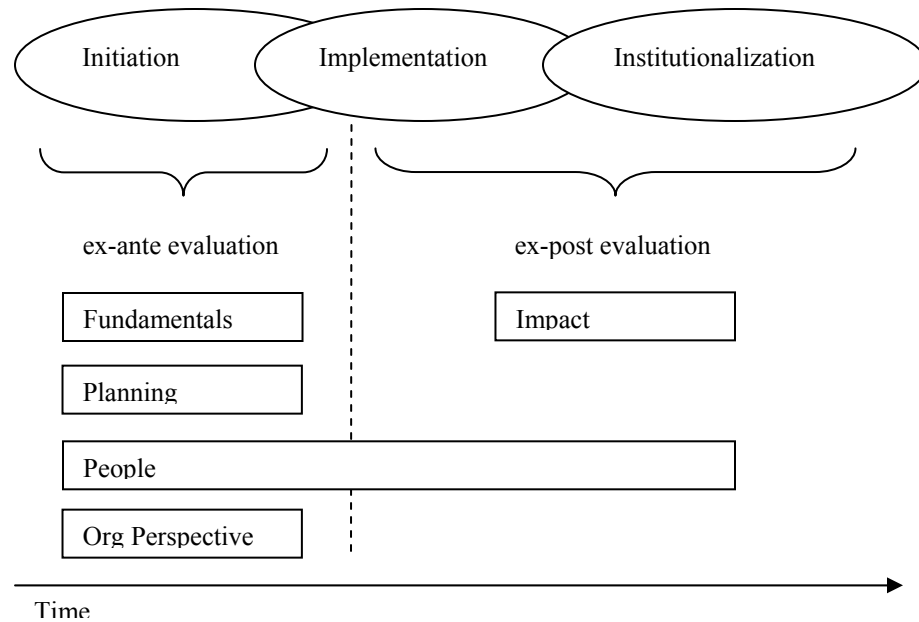 Initiation
Implementation
Institutionalization
ex-ante evaluation
ex-post evaluation
Fundamentals
Impact
Planning
People
Org Perspective
Time